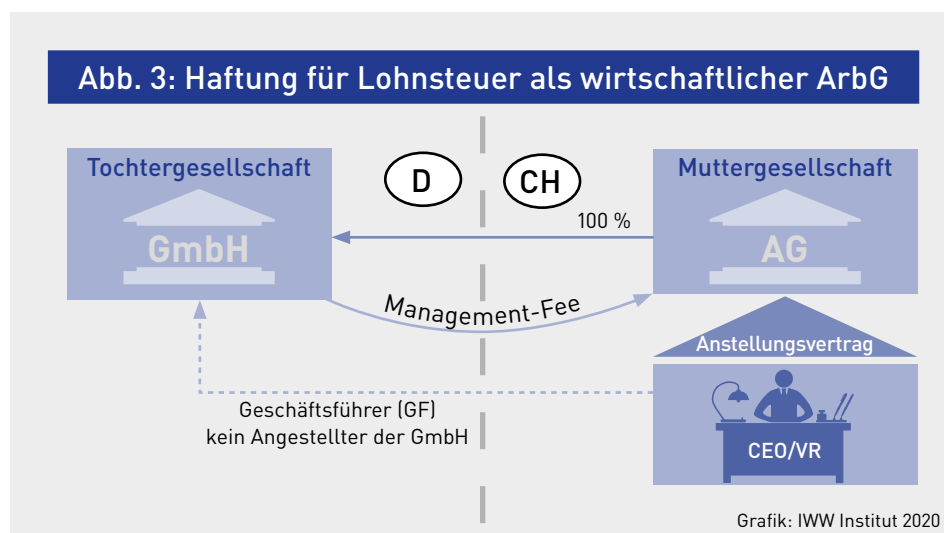 Abb. 3: Haftung für Lohnsteuer als wirtschaftlicher ArbG
Tochtergesellschaft
GmbH
D
CH
Muttergesellschaft
AG
100 %
Management-Fee
Anstellungsvertrag
Geschäftsführer (GF)
kein Angestellter der GmbH
CEO/VR
Grafik: IWW Institut 2020